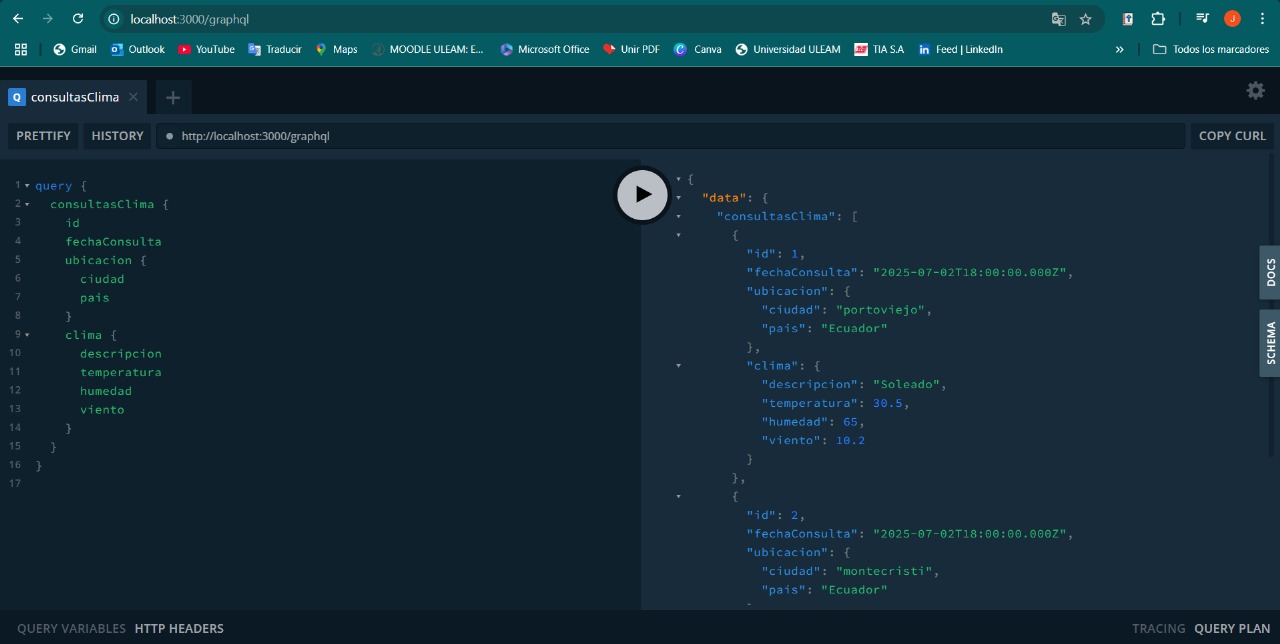 localhost:3000/graphql
J
Gmail Outlook YouTube Traducir Maps MOODLE ULEAM: E... Microsoft Office Unir PDF Canva Universidad ULEAM TIA S.A Feed | LinkedIn » Todos los marcadores
Q consultasClima × +
PRETTIFY HISTORY http://localhost:3000/graphql COPY CURL
1 query {
2 consultasClima {
3 id
4 fechaConsulta
5 ubicacion {
6 ciudad
7 pais
8 }
9 clima {
10 descripcion
11 temperatura
12 humedad
13 viento
14 }
15 }
16 }
17
{
"data": {
"consultasClima": [
{
"id": 1,
"fechaConsulta": "2025-07-02T18:00:00.000Z",
"ubicacion": {
"ciudad": "portoviejo",
"pais": "Ecuador"
},
"clima": {
"descripcion": "Soleado",
"temperatura": 30.5,
"humedad": 65,
"viento": 10.2
}
},
{
"id": 2,
"fechaConsulta": "2025-07-02T18:00:00.000Z",
"ubicacion": {
"ciudad": "montecristi",
"pais": "Ecuador"
DOCS
SCHEMA
QUERY VARIABLES HTTP HEADERS
TRACING QUERY PLAN